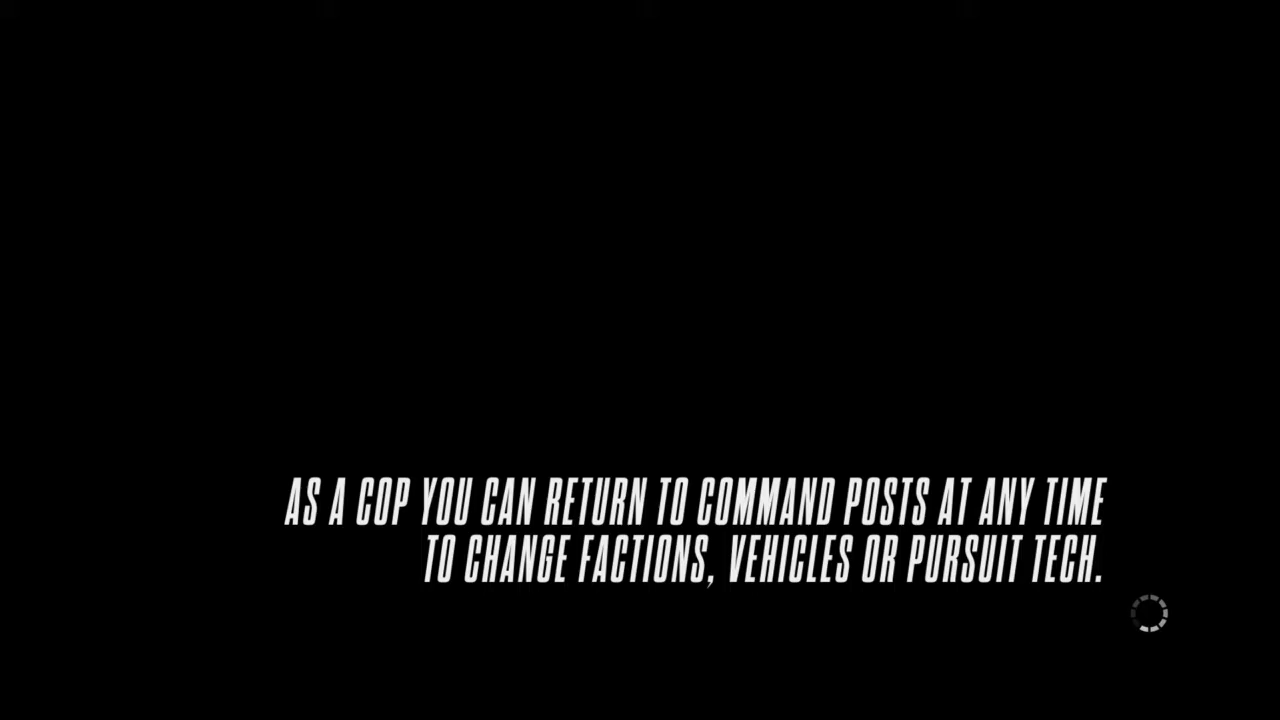 AS A COP YOU CAN RETURN TO COMMAND POSTS AT ANY TIME
TO CHANGE FACTIONS, VEHICLES OR PURSUIT TECH.